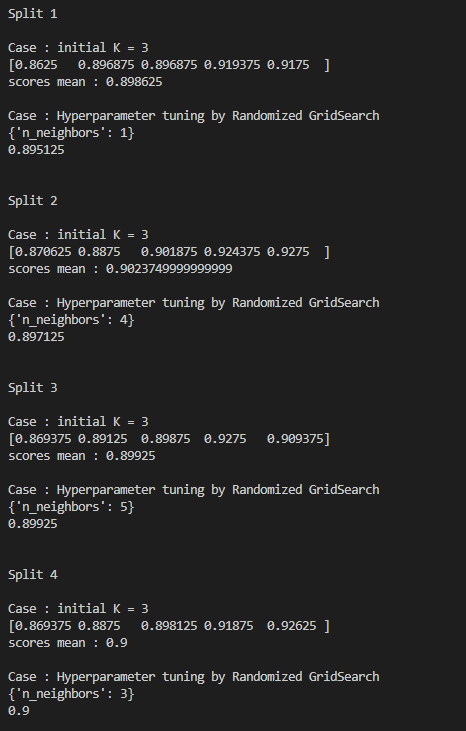 Split 1
Case : initial K = 3
[0.8625   0.896875 0.896875 0.919375 0.9175  ]
scores mean : 0.898625
Case : Hyperparameter tuning by Randomized GridSearch
{'n_neighbors': 1}
0.895125
Split 2
Case : initial K = 3
[0.870625 0.8875   0.901875 0.924375 0.9275  ]
scores mean : 0.9023749999999999
Case : Hyperparameter tuning by Randomized GridSearch
{'n_neighbors': 4}
0.897125
Split 3
Case : initial K = 3
[0.869375 0.89125  0.89875  0.9275   0.909375]
scores mean : 0.89925
Case : Hyperparameter tuning by Randomized GridSearch
{'n_neighbors': 5}
0.89925
Split 4
Case : initial K = 3
[0.869375 0.8875   0.898125 0.91875  0.92625 ]
scores mean : 0.9
Case : Hyperparameter tuning by Randomized GridSearch
{'n_neighbors': 3}
0.9